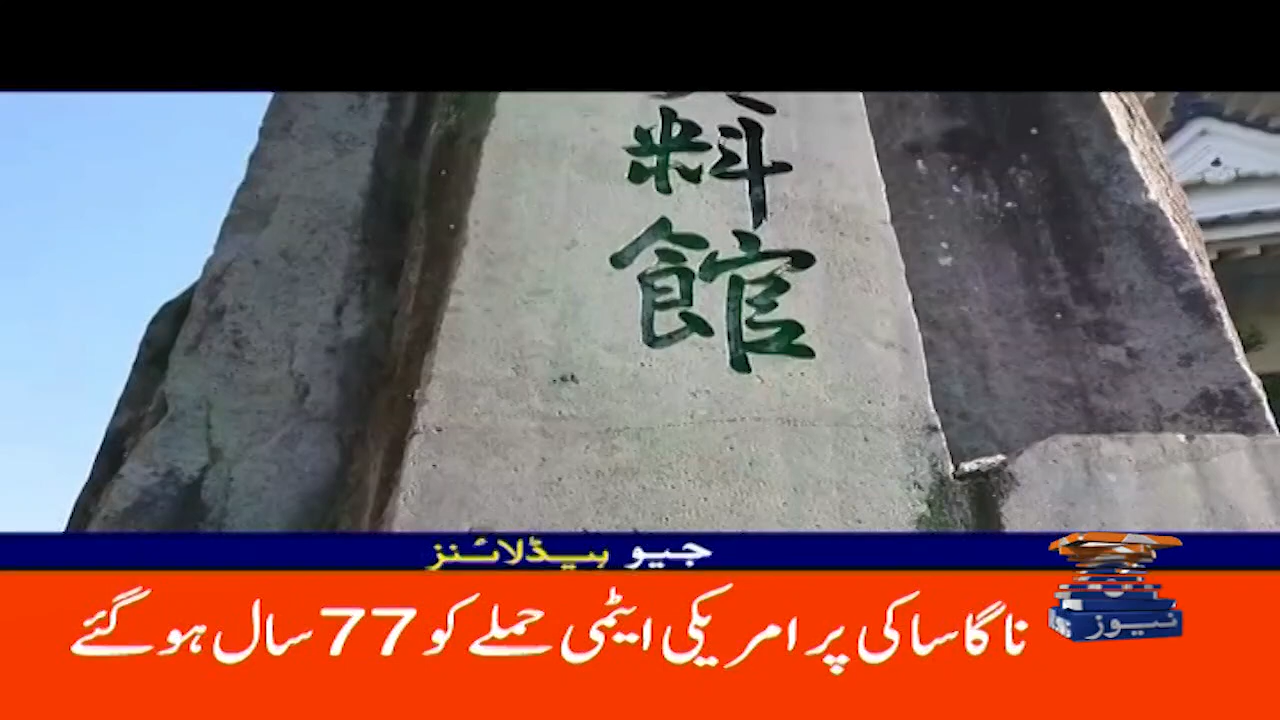 料
館
جیو ہیڈلائنز
ناگاساکی پر امریکی ایٹمی حملے کو 77 سال ہو گئے
نیوز